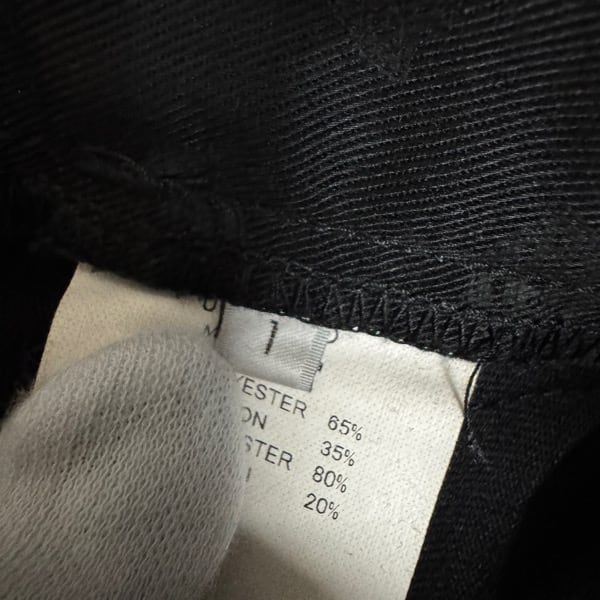 1
YESTER 65%
ON 35%
STER 80%
20%